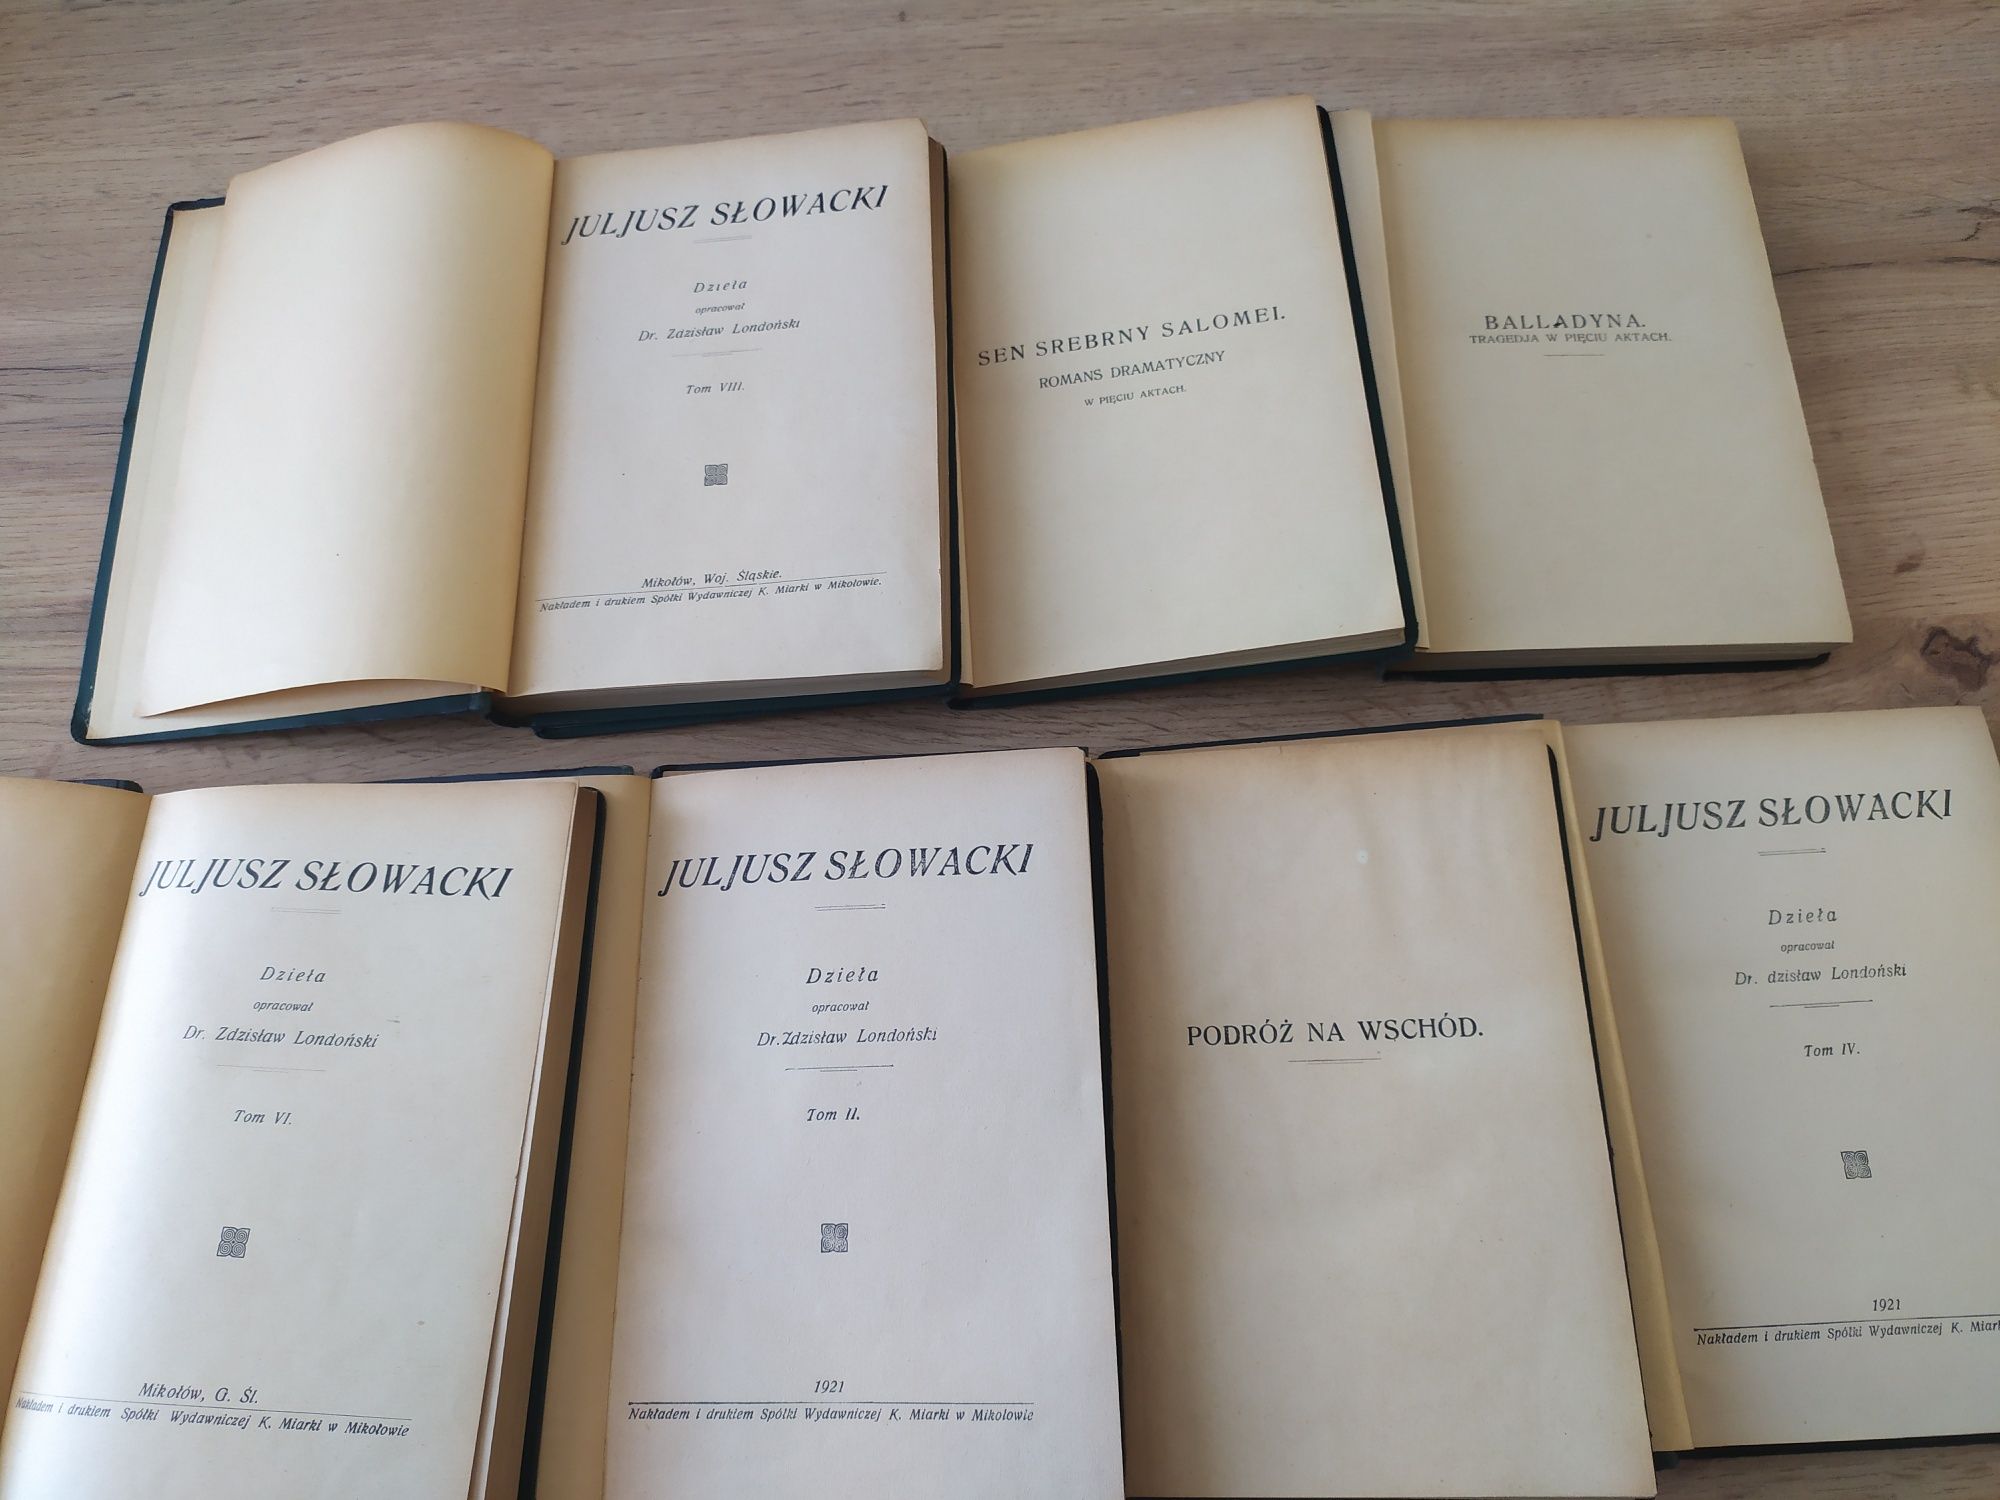 JULJUSZ SŁOWACKI
Dzieła
opracował
Dr. Zdzisław Londoński
Tom VIII.
Mikołów, Woj. Śląskie.
Nakładem i drukiem Spółki Wydawniczej K. Miarki w Mikołowie.
SEN SREBRNY SALOMEI.
ROMANS DRAMATYCZNY
W PIĘCIU AKTACH.
BALLADYNA.
TRAGEDJA W PIĘCIU AKTACH.
JULJUSZ SŁOWACKI
Dzieła
opracował
Dr. Zdzisław Londoński
Tom VI.
Mikołów, G. Śl.
Nakładem i drukiem Spółki Wydawniczej K. Miarki w Mikołowie
JULJUSZ SŁOWACKI
Dzieła
opracował
Dr. Zdzisław Londoński
Tom II.
1921
Nakładem i drukiem Spółki Wydawniczej K. Miarki w Mikołowie
PODRÓŻ NA WSCHÓD.
JULJUSZ SŁOWACKI
Dzieła
opracował
Dr. dzisław Londoński
Tom IV.
1921
Nakładem i drukiem Spółki Wydawniczej K.